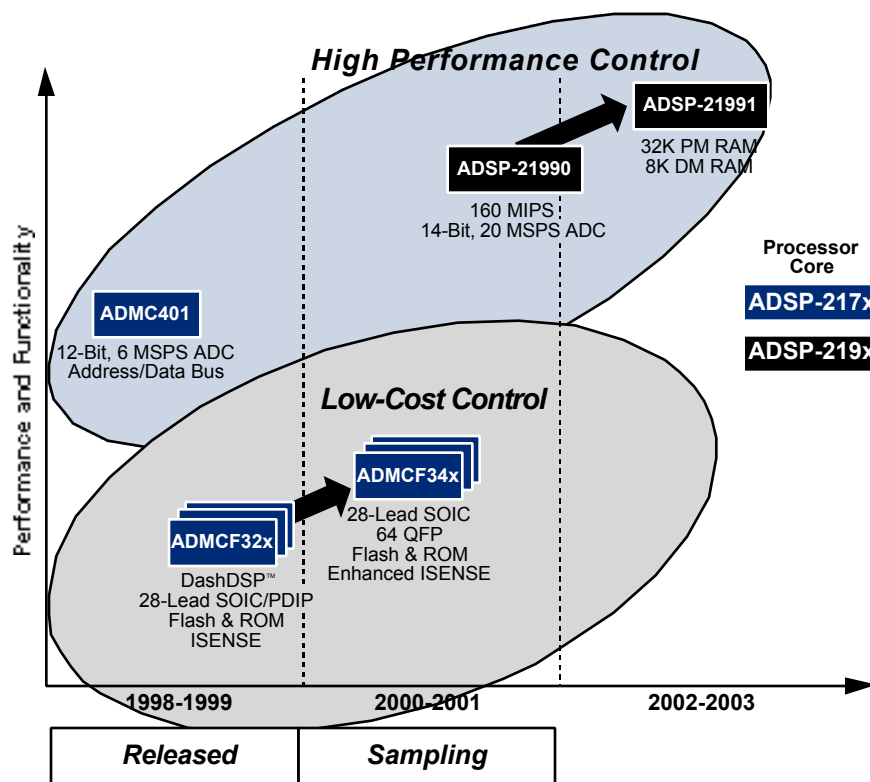 High Performance Control
ADSP-21991
32K PM RAM
8K DM RAM
ADSP-21990
160 MIPS
14-Bit, 20 MSPS ADC
Performance and Functionality
Processor
Core
ADSP-217x
ADSP-219x
ADMC401
12-Bit, 6 MSPS ADC
Address/Data Bus
Low-Cost Control
ADMCF34x
28-Lead SOIC
64 QFP
Flash & ROM
Enhanced ISENSE
ADMCF32x
DashDSP™
28-Lead SOIC/PDIP
Flash & ROM
ISENSE
1998-1999
2000-2001
2002-2003
Released
Sampling